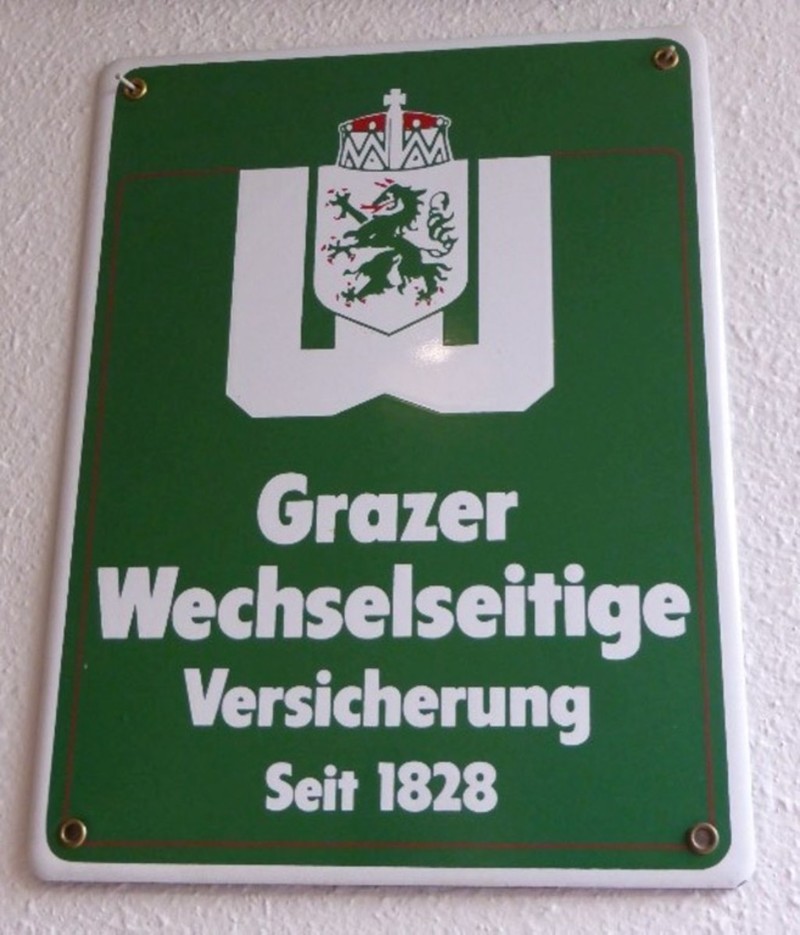 Grazer
Wechselseitige
Versicherung
Seit 1828